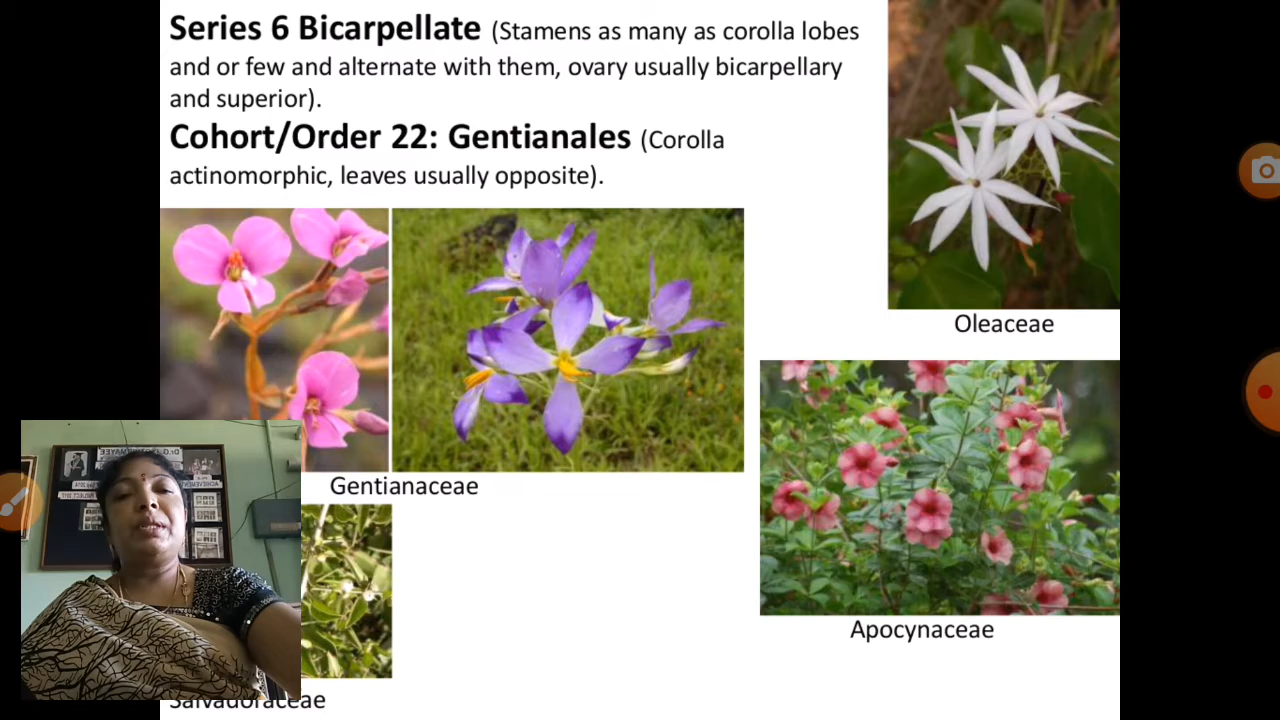 Series 6 Bicarpellate (Stamens as many as corolla lobes
and or few and alternate with them, ovary usually bicarpellary
and superior).
Cohort/Order 22: Gentianales (Corolla
actinomorphic, leaves usually opposite).
Oleaceae
Gentianaceae
Apocynaceae
Salvadoraceae